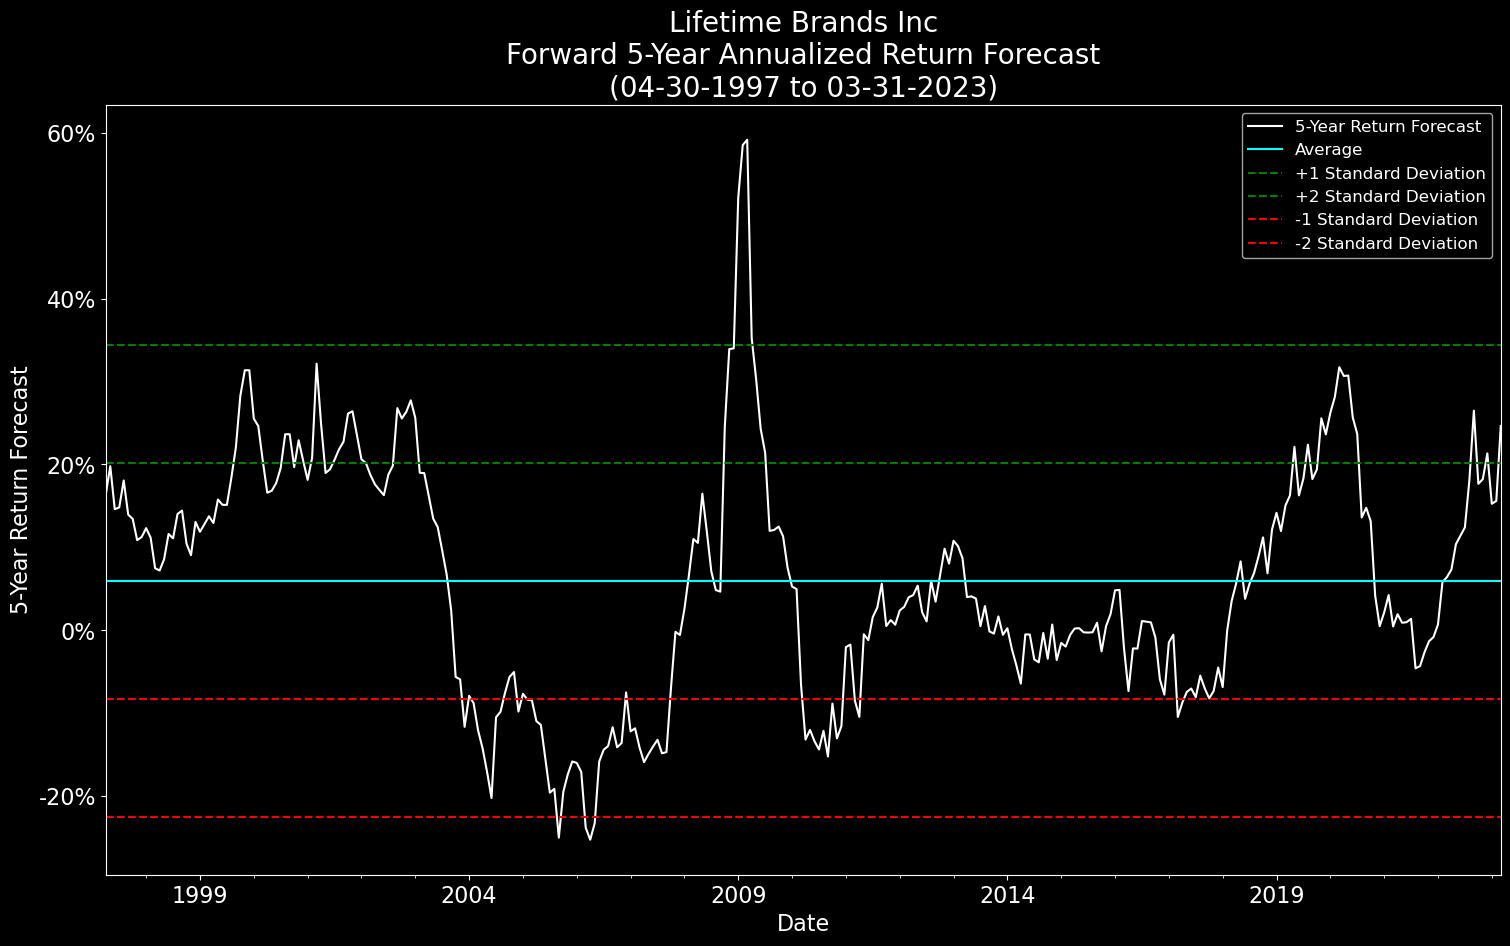 Lifetime Brands Inc
Forward 5-Year Annualized Return Forecast
(04-30-1997 to 03-31-2023)
5-Year Return Forecast
Average
+1 Standard Deviation
+2 Standard Deviation
-1 Standard Deviation
-2 Standard Deviation
5-Year Return Forecast
60%
40%
20%
0%
-20%
1999 2004 2009 2014 2019
Date